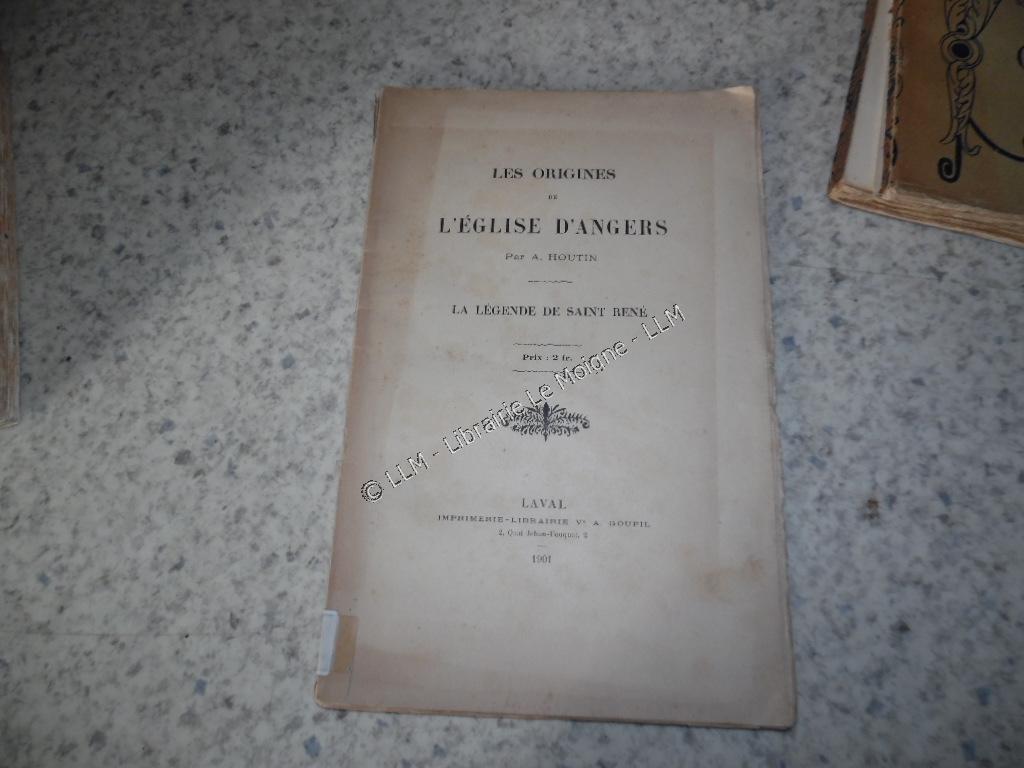 LES ORIGINES
DE
L'ÉGLISE D'ANGERS
Par A. HOUTIN
LA LÉGENDE DE SAINT RENÉ
Prix : 2 fr.
© LLM - Librairie Le Moigne - LLM
LAVAL
IMPRIMERIE-LIBRAIRIE Vᵉ A. GOUPIL
2, Quai Jehan-Fouquet, 2
1901